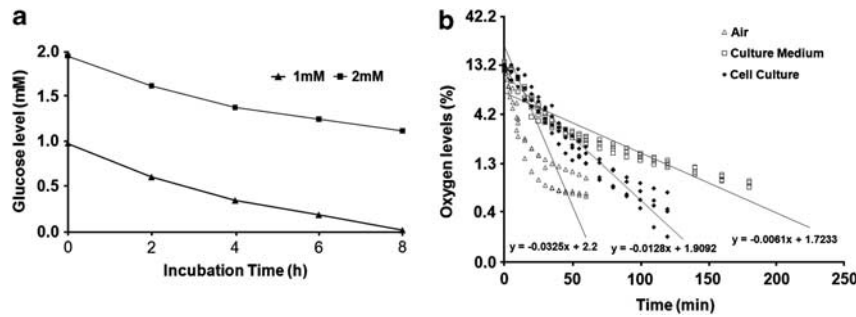 a
2.0
1.5
1.0
0.5
0.0
Glucose level (mM)
1mM
2mM
0 2 4 6 8
Incubation Time (h)
b
42.2
13.2
4.2
1.3
0.4
0.0
Oxygen levels (%)
Air
Culture Medium
Cell Culture
y = -0.0325x + 2.2
y = -0.0128x + 1.9092
y = -0.0061x + 1.7233
0 50 100 150 200 250
Time (min)